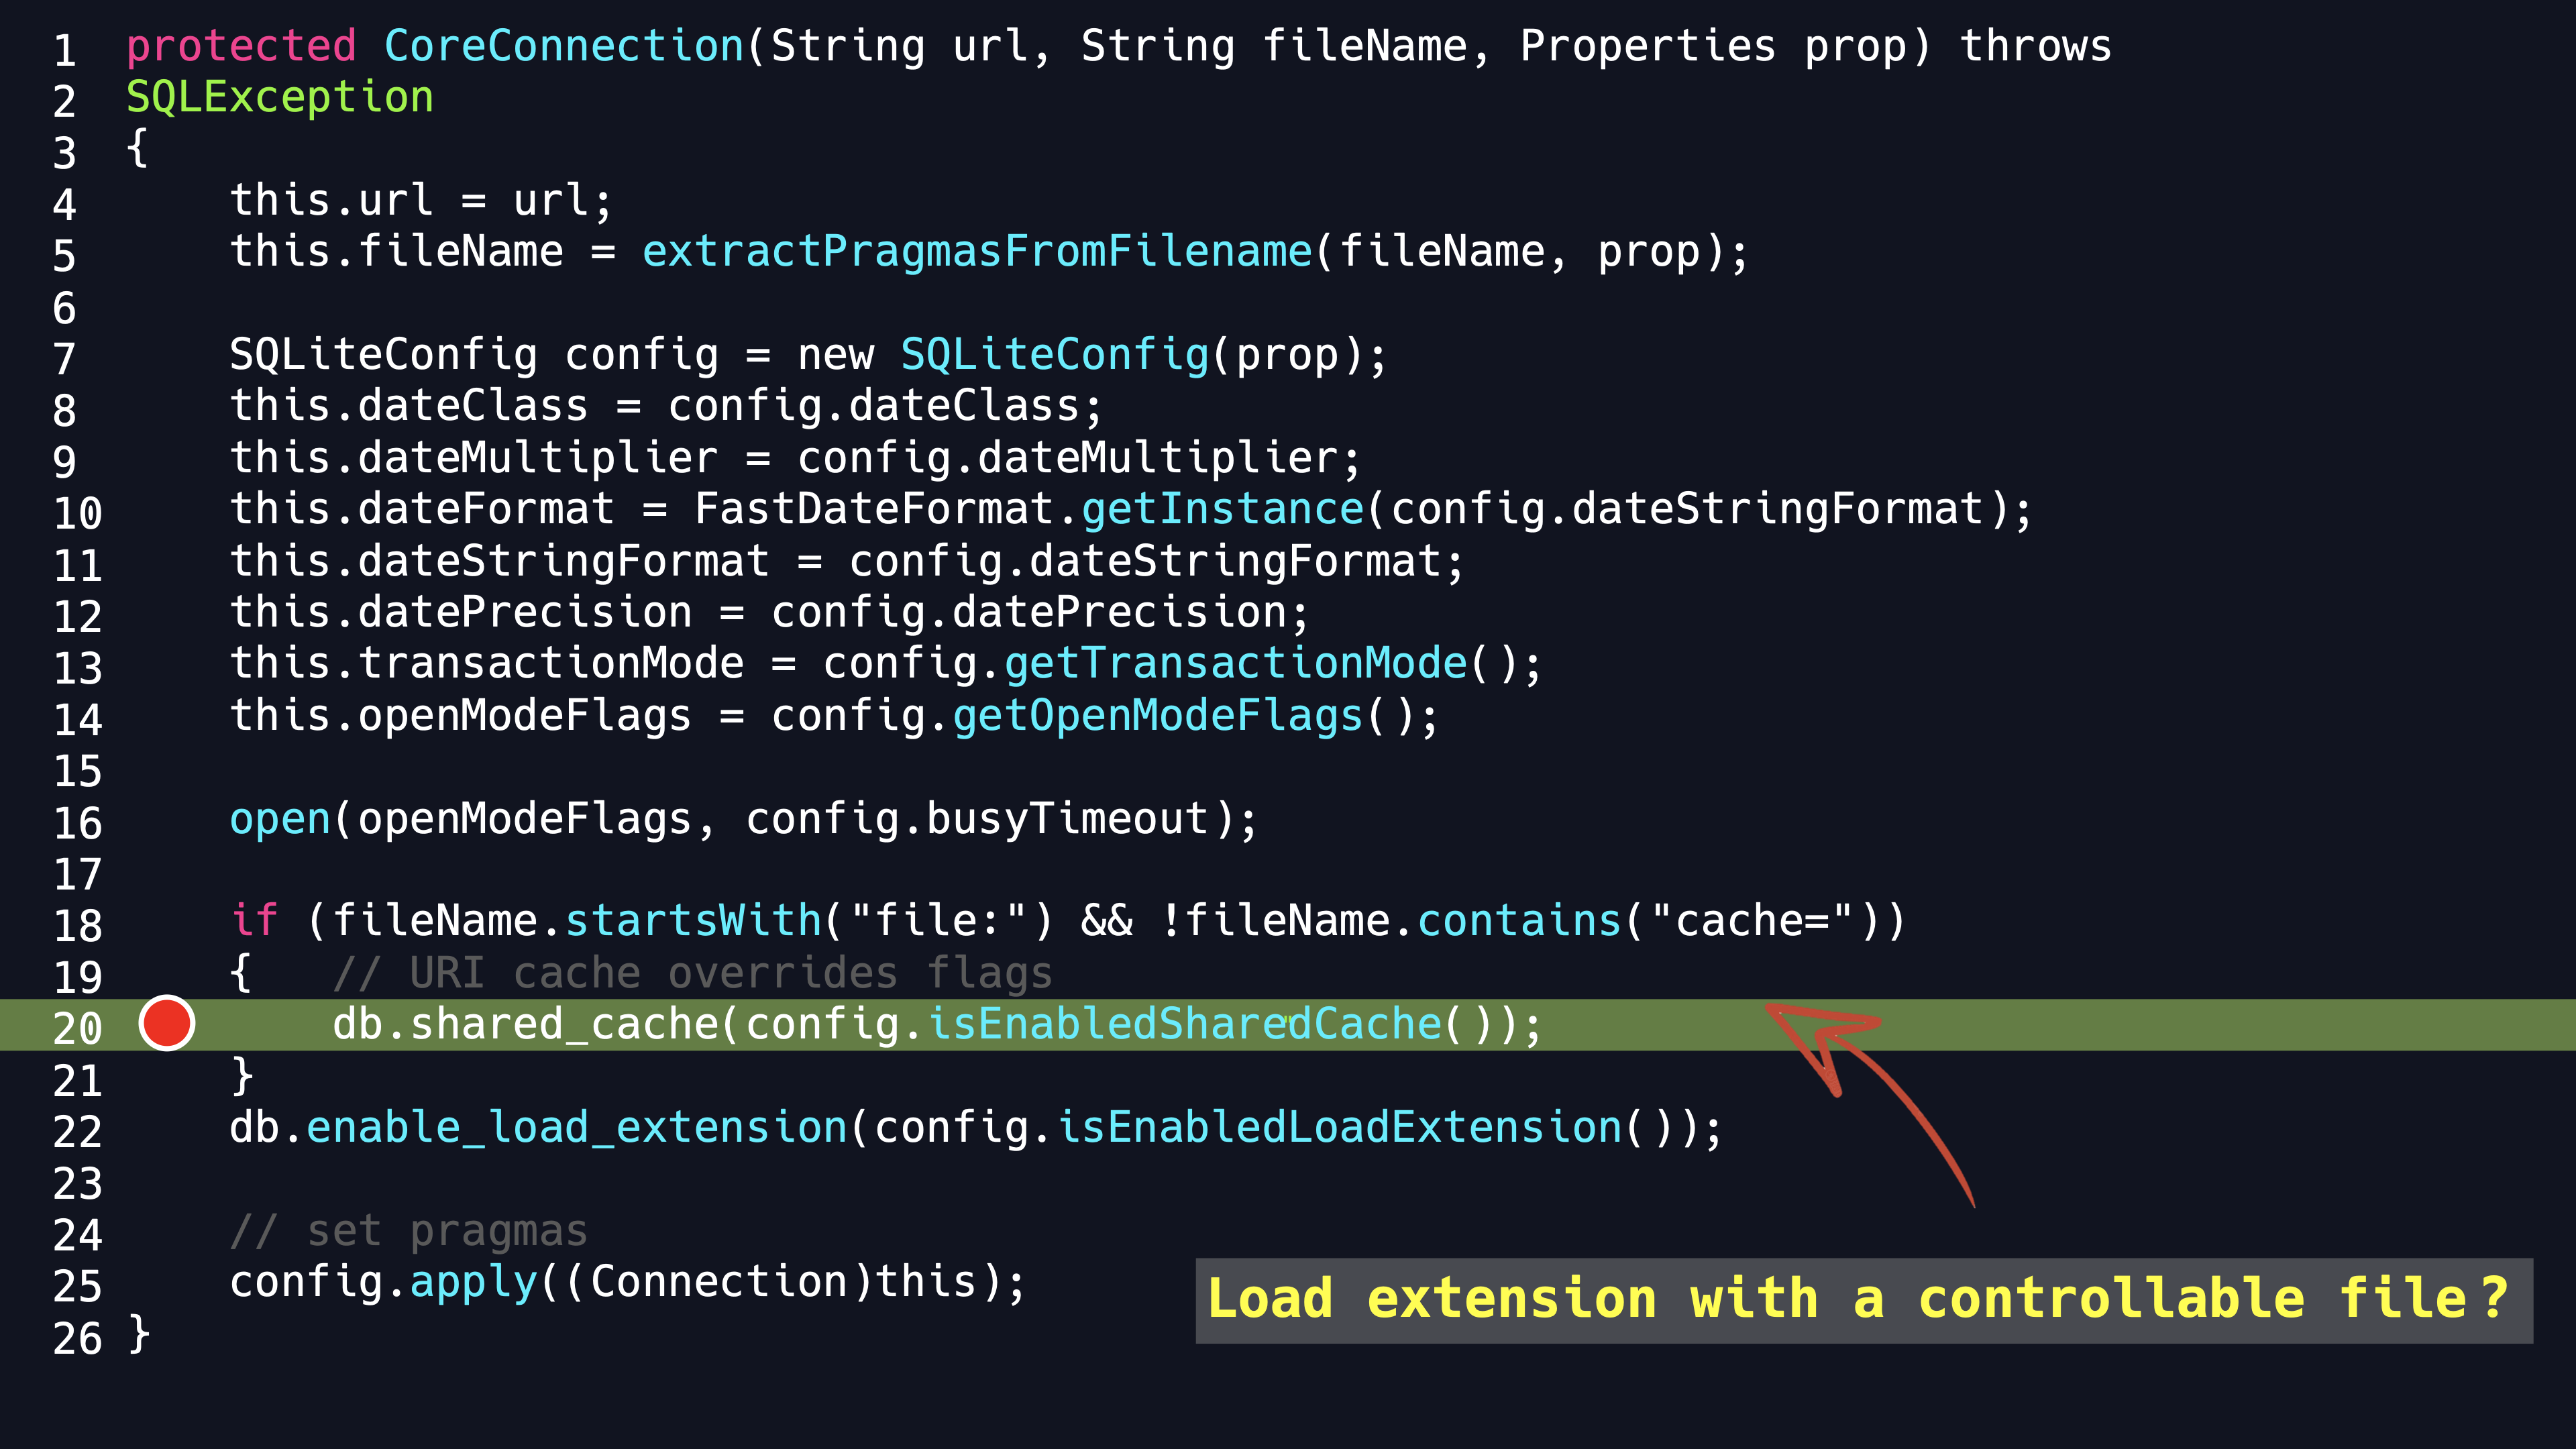 1 protected CoreConnection(String url, String fileName, Properties prop) throws
2 SQLException
3 {
4 this.url = url;
5 this.fileName = extractPragmasFromFilename(fileName, prop);
6
7 SQLiteConfig config = new SQLiteConfig(prop);
8 this.dateClass = config.dateClass;
9 this.dateMultiplier = config.dateMultiplier;
10 this.dateFormat = FastDateFormat.getInstance(config.dateStringFormat);
11 this.dateStringFormat = config.dateStringFormat;
12 this.datePrecision = config.datePrecision;
13 this.transactionMode = config.getTransactionMode();
14 this.openModeFlags = config.getOpenModeFlags();
15
16 open(openModeFlags, config.busyTimeout);
17
18 if (fileName.startsWith("file:") && !fileName.contains("cache="))
19 { // URI cache overrides flags
20 db.shared_cache(config.isEnabledSharedCache());
21 }
22 db.enable_load_extension(config.isEnabledLoadExtension());
23
24 // set pragmas
25 config.apply((Connection)this);
26 }
Load extension with a controllable file?